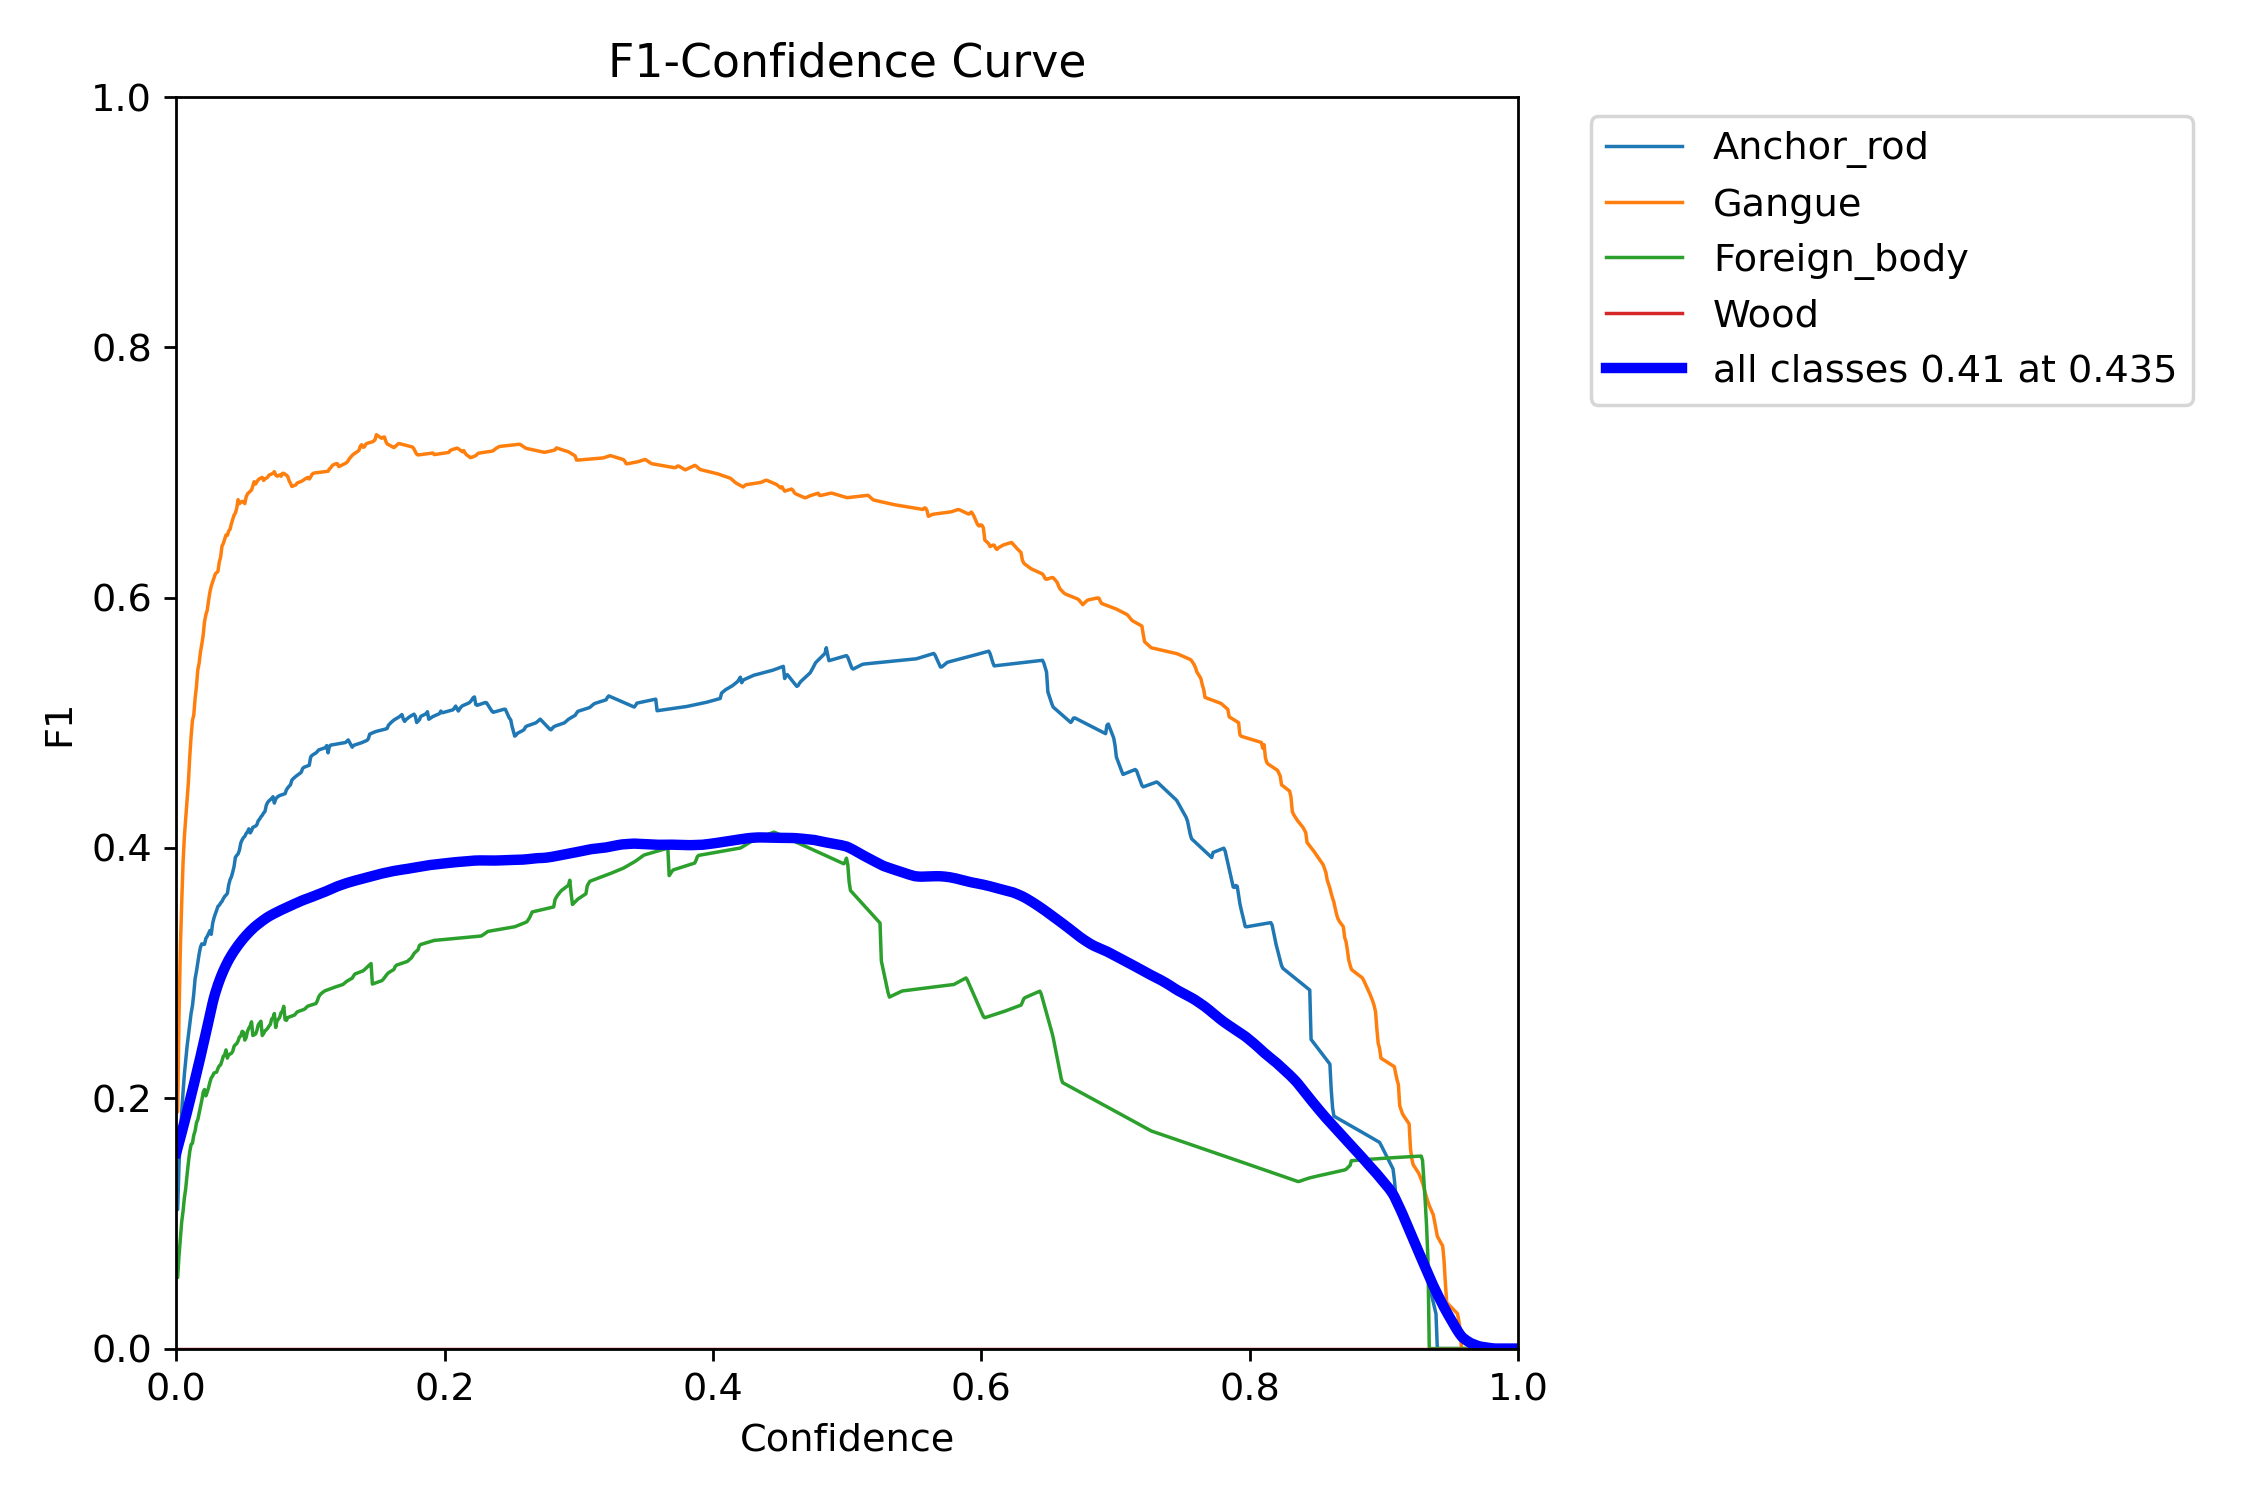 F1-Confidence Curve
1.0
0.8
0.6
0.4
0.2
0.0
F1
0.0 0.2 0.4 0.6 0.8 1.0
Confidence
Anchor_rod
Gangue
Foreign_body
Wood
all classes 0.41 at 0.435